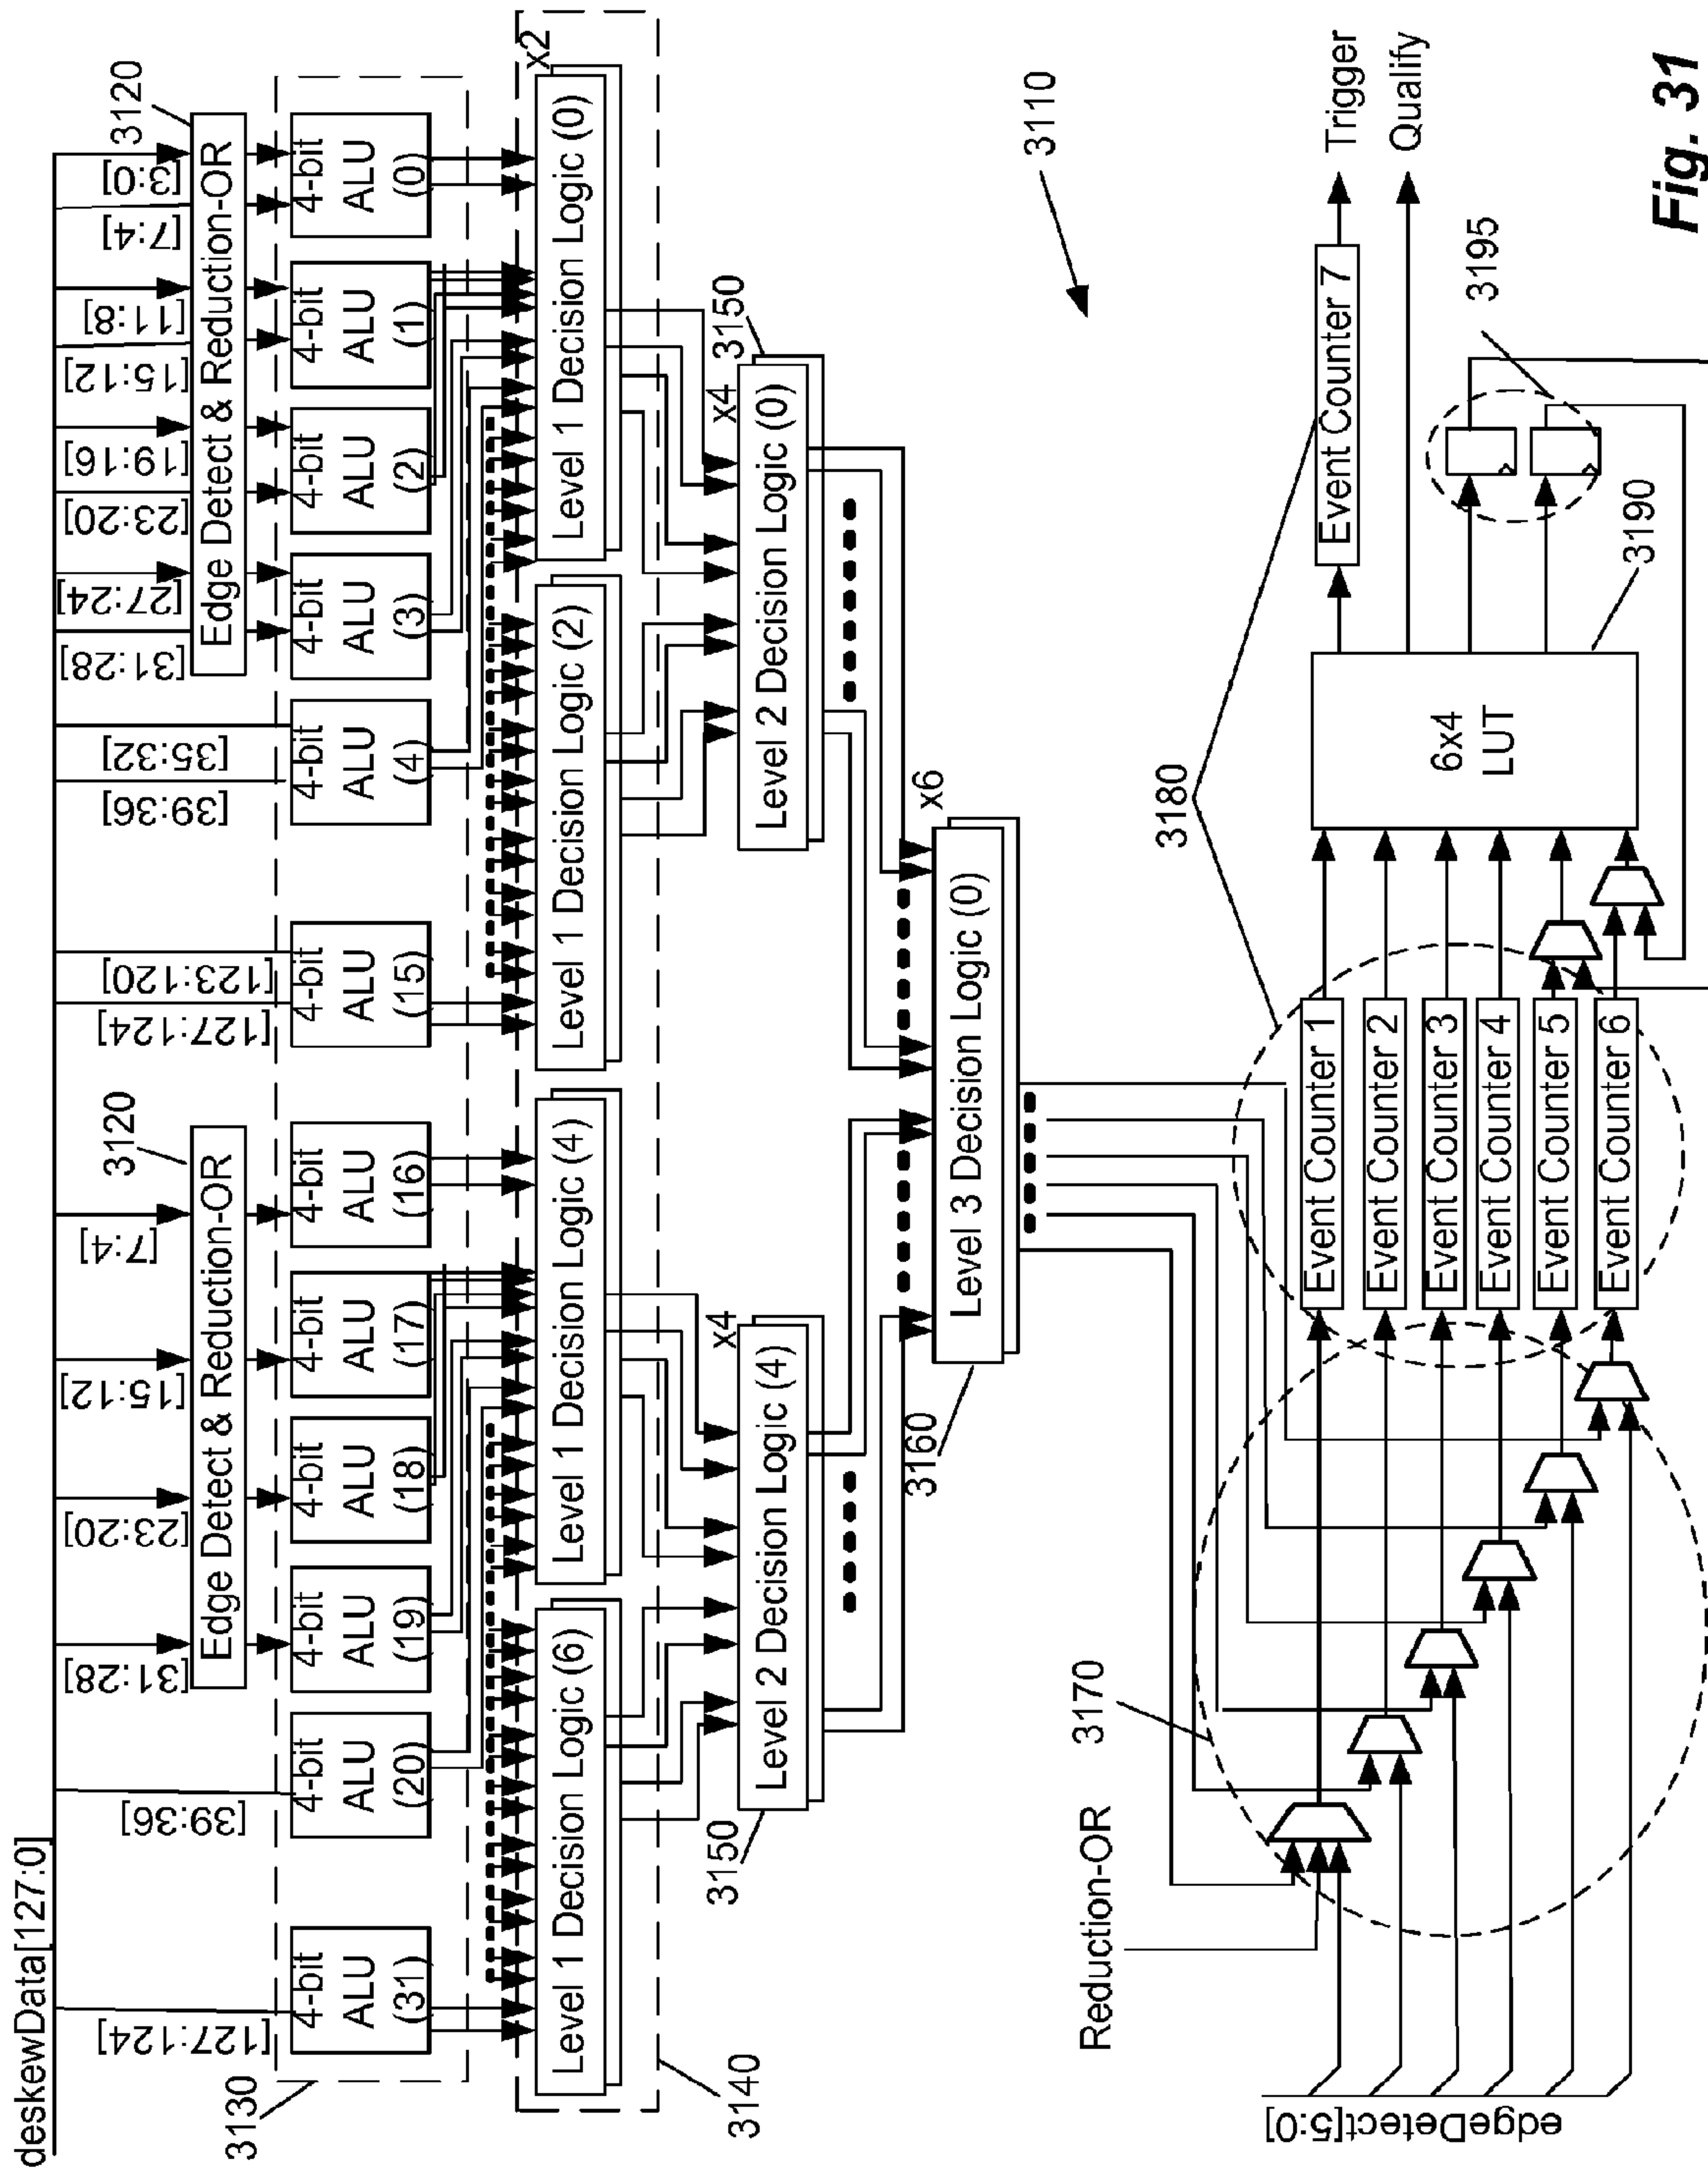 deskewData[127:0]
[127:124]
[39:36]
[31:28]
[23:20]
[15:12]
[7:4]
[127:124]
[123:120]
[39:36]
[35:32]
[31:28]
[27:24]
[23:20]
[19:16]
[15:12]
[11:8]
[7:4]
[3:0]
3120
3120
Edge Detect & Reduction-OR
Edge Detect & Reduction-OR
3130
4-bit ALU (31)
4-bit ALU (20)
4-bit ALU (19)
4-bit ALU (18)
4-bit ALU (17)
4-bit ALU (16)
4-bit ALU (15)
4-bit ALU (4)
4-bit ALU (3)
4-bit ALU (2)
4-bit ALU (1)
4-bit ALU (0)
x2
Level 1 Decision Logic (6)
Level 1 Decision Logic (4)
Level 1 Decision Logic (2)
Level 1 Decision Logic (0)
3140
3150
x4
x4
3150
Level 2 Decision Logic (4)
Level 2 Decision Logic (0)
x6
3160
Level 3 Decision Logic (0)
3110
Reduction-OR
3170
3180
edgeDetect[5:0]
Event Counter 1
Event Counter 2
Event Counter 3
Event Counter 4
Event Counter 5
Event Counter 6
6x4
LUT
3190
Event Counter 7
3195
Trigger
Qualify
Fig. 31